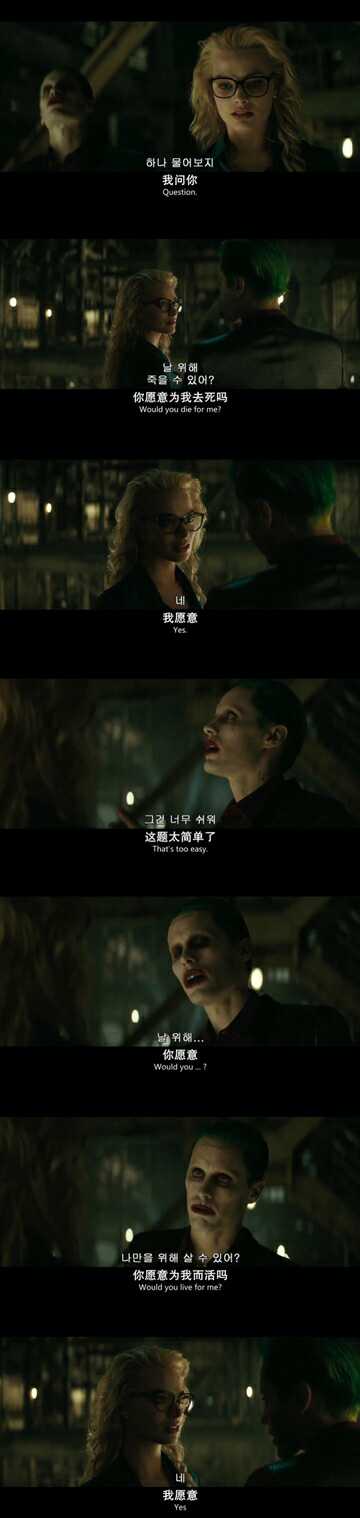 하나 물어보지
我问你
Question.
날 위해
죽을 수 있어?
你愿意为我去死吗
Would you die for me?
네
我愿意
Yes.
그건 너무 쉬워
这题太简单了
That's too easy.
날 위해...
你愿意
Would you ... ?
나만을 위해 살 수 있어?
你愿意为我而活吗
Would you live for me?
네
我愿意
Yes